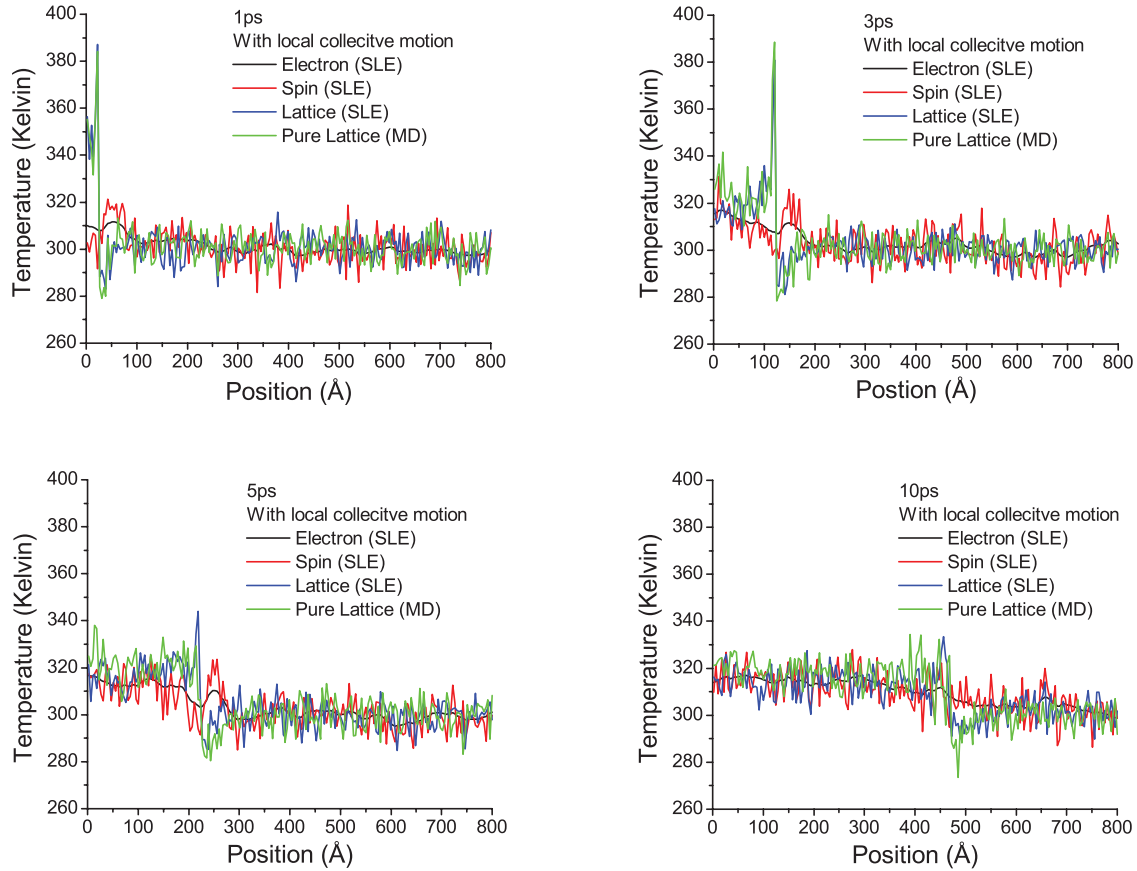 1ps
With local collecitve motion
Electron (SLE)
Spin (SLE)
Lattice (SLE)
Pure Lattice (MD)
400
380
360
340
320
300
280
260
Temperature (Kelvin)
0 100 200 300 400 500 600 700 800
Position (Å)
3ps
With local collecitve motion
Electron (SLE)
Spin (SLE)
Lattice (SLE)
Pure Lattice (MD)
400
380
360
340
320
300
280
260
Temperature (Kelvin)
0 100 200 300 400 500 600 700 800
Postion (Å)
5ps
With local collecitve motion
Electron (SLE)
Spin (SLE)
Lattice (SLE)
Pure Lattice (MD)
400
380
360
340
320
300
280
260
Temperature (Kelvin)
0 100 200 300 400 500 600 700 800
Position (Å)
10ps
With local collecitve motion
Electron (SLE)
Spin (SLE)
Lattice (SLE)
Pure Lattice (MD)
400
380
360
340
320
300
280
260
Temperature (Kelvin)
0 100 200 300 400 500 600 700 800
Position (Å)